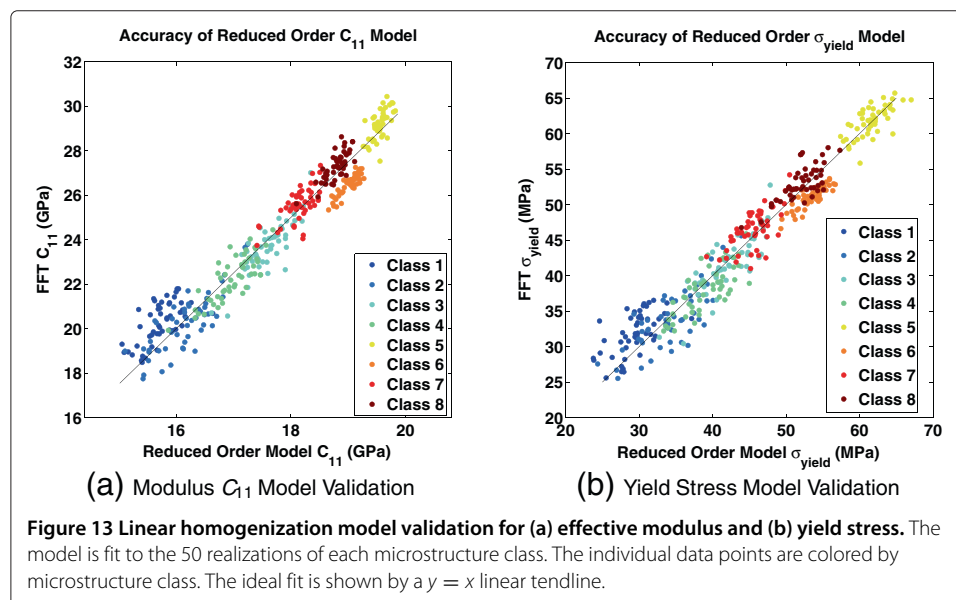 Accuracy of Reduced Order C11 Model
32
30
28
26
24
22
20
18
16
FFT C11 (GPa)
16
18
20
Reduced Order Model C11 (GPa)
Class 1
Class 2
Class 3
Class 4
Class 5
Class 6
Class 7
Class 8
(a) Modulus C11 Model Validation
Accuracy of Reduced Order σyield Model
70
65
60
55
50
45
40
35
30
25
20
FFT σyield (MPa)
20
30
40
50
60
70
Reduced Order Model σyield (MPa)
Class 1
Class 2
Class 3
Class 4
Class 5
Class 6
Class 7
Class 8
(b) Yield Stress Model Validation
Figure 13 Linear homogenization model validation for (a) effective modulus and (b) yield stress. The
model is fit to the 50 realizations of each microstructure class. The individual data points are colored by
microstructure class. The ideal fit is shown by a y = x linear tendline.